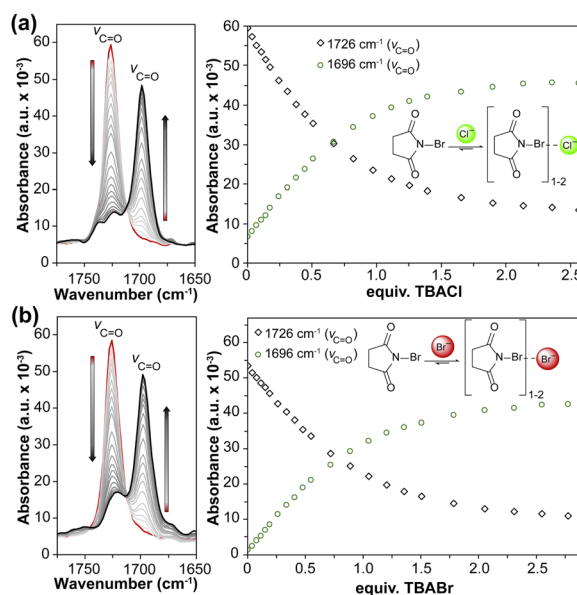 (a)
60
50
40
30
20
10
0
Absorbance (a.u. x 10⁻³)
νC=O
νC=O
1750 1700 1650
Wavenumber (cm⁻¹)
60
50
40
30
20
10
0
Absorbance (a.u. x 10⁻³)
1726 cm⁻¹ (νC=O)
1696 cm⁻¹ (νC=O)
O
N-Br
O
Cl⁻
O
N-Br
O
Cl⁻
1-2
0 0.5 1.0 1.5 2.0 2.5
equiv. TBACl
(b)
60
50
40
30
20
10
0
Absorbance (a.u. x 10⁻³)
νC=O
νC=O
1750 1700 1650
Wavenumber (cm⁻¹)
60
50
40
30
20
10
0
Absorbance (a.u. x 10⁻³)
1726 cm⁻¹ (νC=O)
1696 cm⁻¹ (νC=O)
O
N-Br
O
Br⁻
O
N-Br
O
Br⁻
1-2
0 0.5 1.0 1.5 2.0 2.5
equiv. TBABr